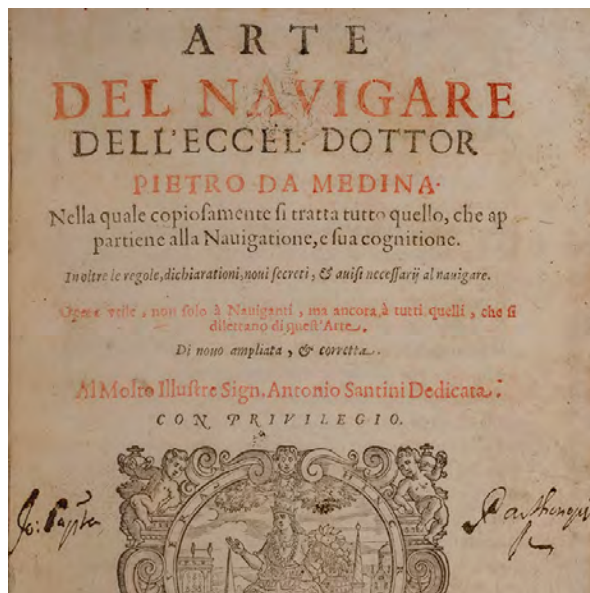 ARTE
DEL NAVIGARE
DELL'ECCEL. DOTTOR
PIETRO DA MEDINA.
Nella quale copioſamente ſi tratta tutto quello, che ap
partiene alla Nauigatione, e ſua cognitione.
In oltre le regole, dichiarationi, noui ſecreti, & auiſi neceſſarij al nauigare.
Opera vtile, non ſolo à Nauiganti, ma ancora, à tutti quelli, che ſi
dilettano di queſt'Arte.
Di nouo ampliata, & corretta.
Al Molto Illuſtre Sign. Antonio Santini Dedicata.
CON PRIVILEGIO.
Jo: